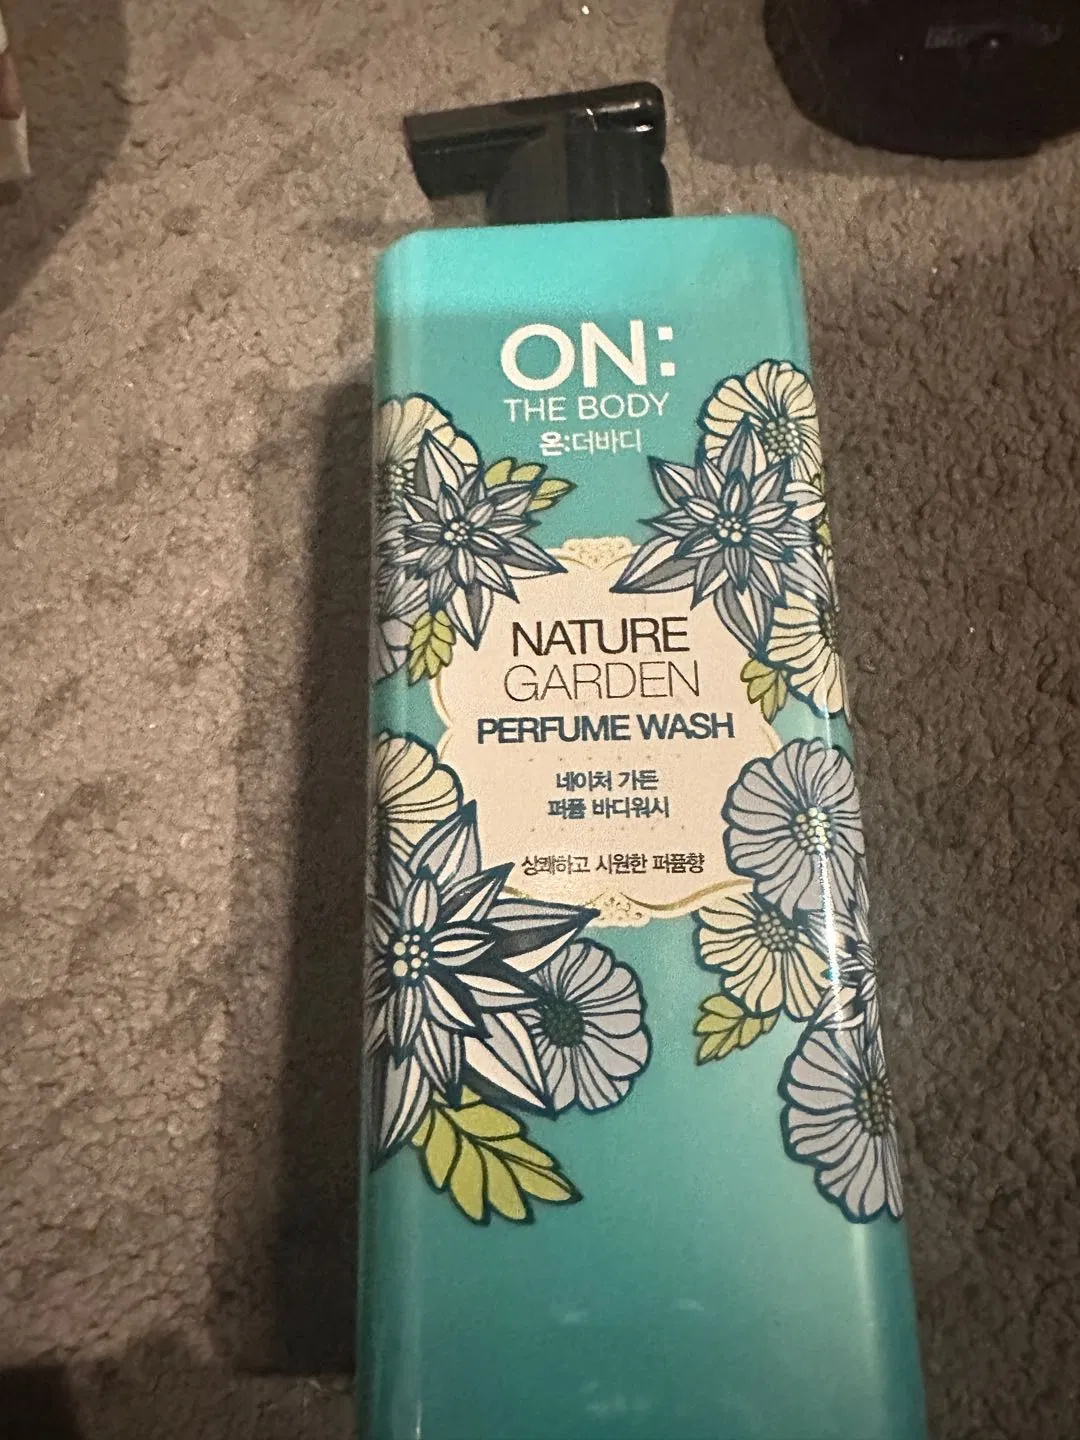 ON:
THE BODY
온:더바디
NATURE
GARDEN
PERFUME WASH
네이처 가든
퍼퓸 바디워시
상쾌하고 시원한 퍼퓸향